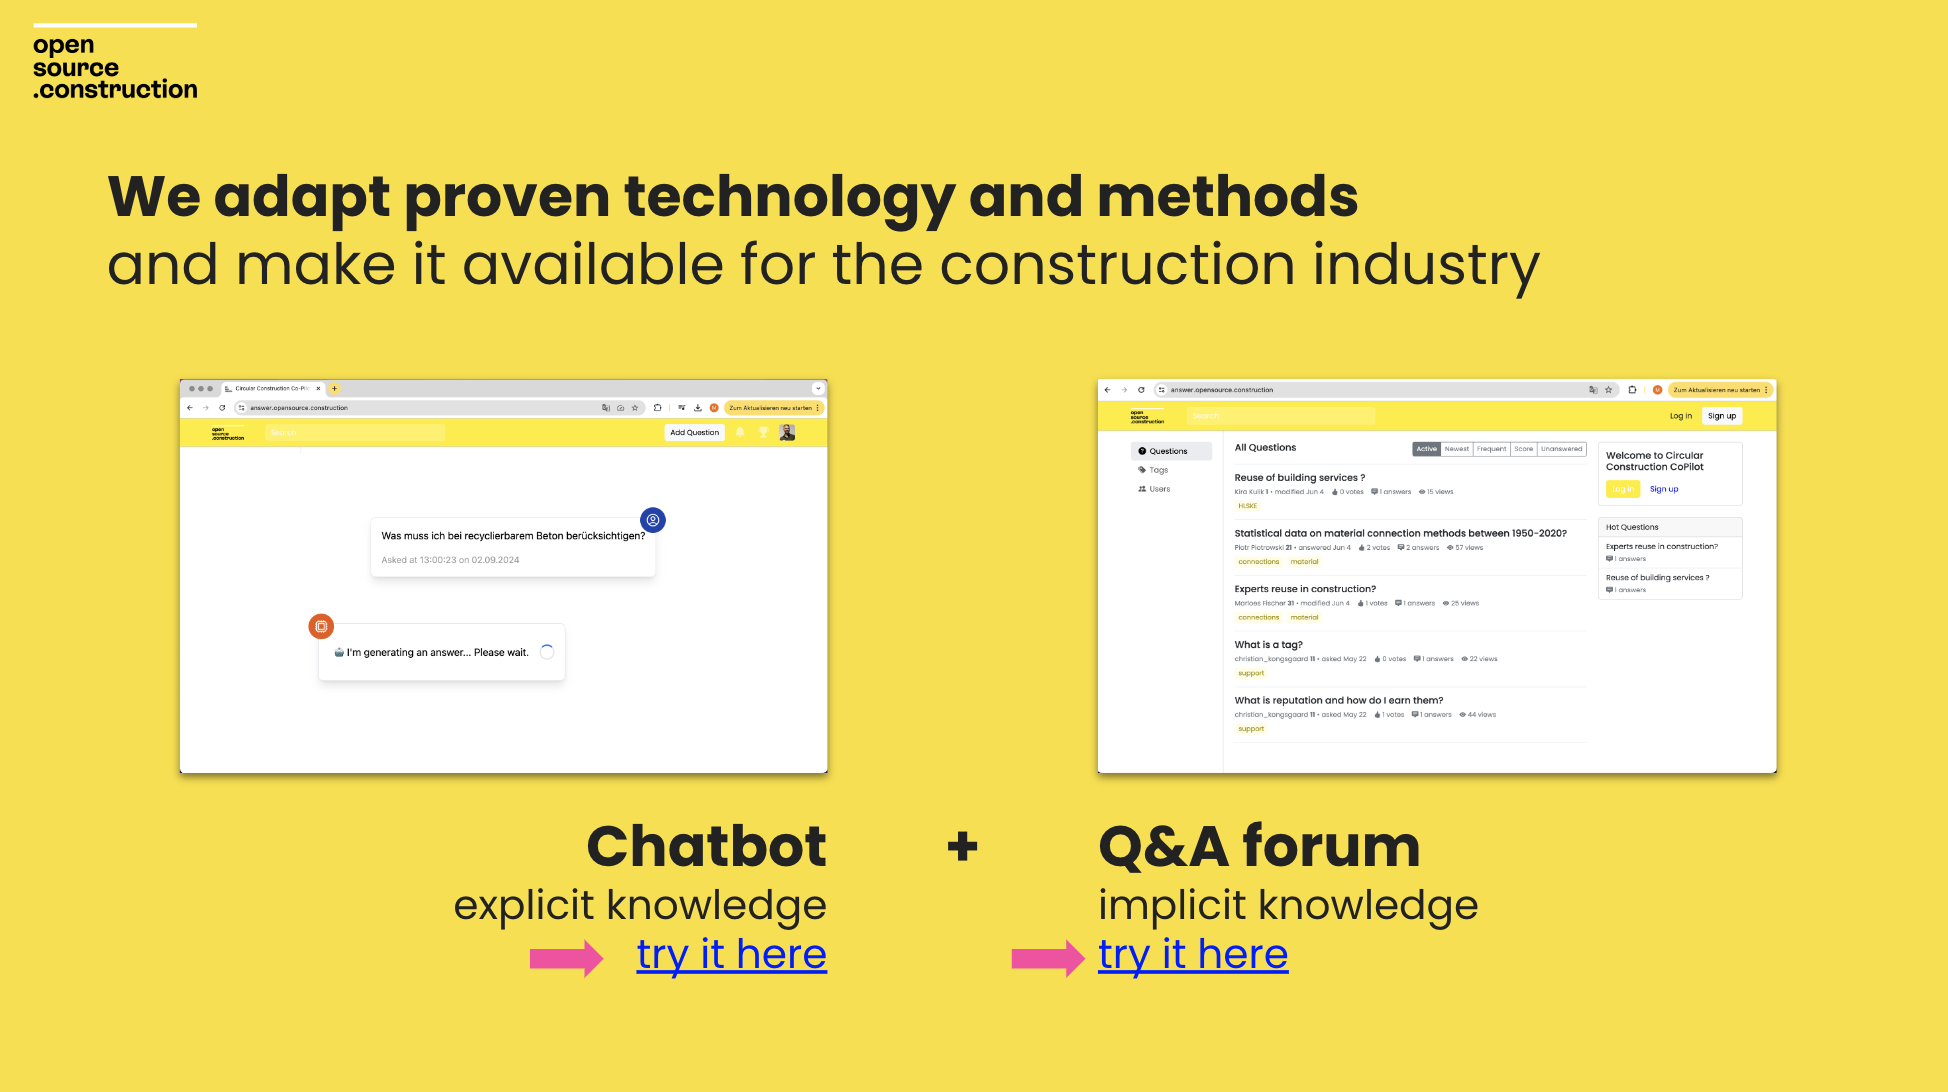 open
source
.construction
We adapt proven technology and methods
and make it available for the construction industry
Circular Construction Co-Pil
answer.opensource.construction
Zum Aktualisieren neu starten
open
source
.construction
Search
Add Question
Was muss ich bei recyclierbarem Beton berücksichtigen?
Asked at 13:00:23 on 02.09.2024
I'm generating an answer... Please wait.
answer.opensource.construction
Zum Aktualisieren neu starten
open
source
.construction
Search
Log in
Sign up
Questions
Tags
Users
All Questions
Active Newest Frequent Score Unanswered
Reuse of building services ?
Kira Kulik 1 • modified Jun 4 0 votes 1 answers 15 views
HLSKE
Statistical data on material connection methods between 1950-2020?
Piotr Piotrowski 21 • answered Jun 4 2 votes 2 answers 57 views
connections material
Experts reuse in construction?
Marloes Fischer 31 • modified Jun 4 1 votes 1 answers 25 views
connections material
What is a tag?
christian_kongsgaard 11 • asked May 22 0 votes 1 answers 22 views
support
What is reputation and how do I earn them?
christian_kongsgaard 11 • asked May 22 1 votes 1 answers 44 views
support
Welcome to Circular
Construction CoPilot
Log in Sign up
Hot Questions
Experts reuse in construction?
1 answers
Reuse of building services ?
1 answers
Chatbot + Q&A forum
explicit knowledge
implicit knowledge
try it here
try it here